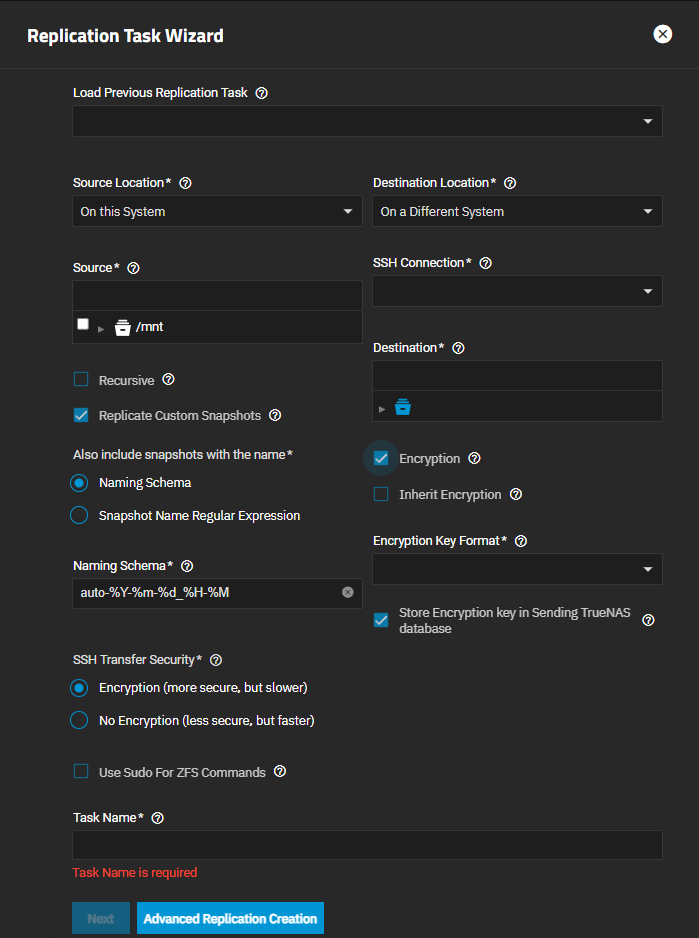 Replication Task Wizard
Load Previous Replication Task
Source Location*
Destination Location*
On this System
On a Different System
Source*
SSH Connection*
/mnt
Destination*
Recursive
Replicate Custom Snapshots
Also include snapshots with the name*
Encryption
Naming Schema
Inherit Encryption
Snapshot Name Regular Expression
Encryption Key Format*
Naming Schema*
auto-%Y-%m-%d_%H-%M
Store Encryption key in Sending TrueNAS
database
SSH Transfer Security*
Encryption (more secure, but slower)
No Encryption (less secure, but faster)
Use Sudo For ZFS Commands
Task Name*
Task Name is required
Next
Advanced Replication Creation